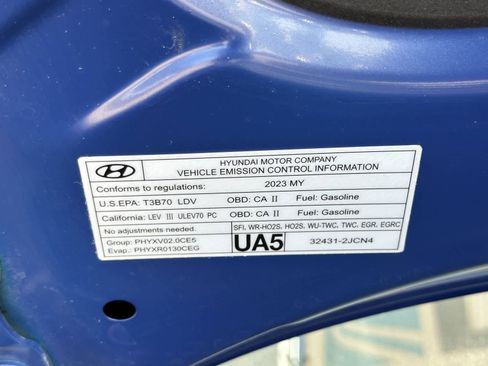 HYUNDAI MOTOR COMPANY
VEHICLE EMISSION CONTROL INFORMATION
Conforms to regulations: 2023 MY
U.S.EPA: T3B70 LDV OBD: CA II Fuel: Gasoline
California: LEV III ULEV70 PC OBD: CA II Fuel: Gasoline
No adjustments needed. SFI, WR-HO2S, HO2S, WU-TWC, TWC, EGR, EGRC
Group: PHYXV02.0CE5
Evap.: PHYXR0130CEG
UA5 32431-2JCN4